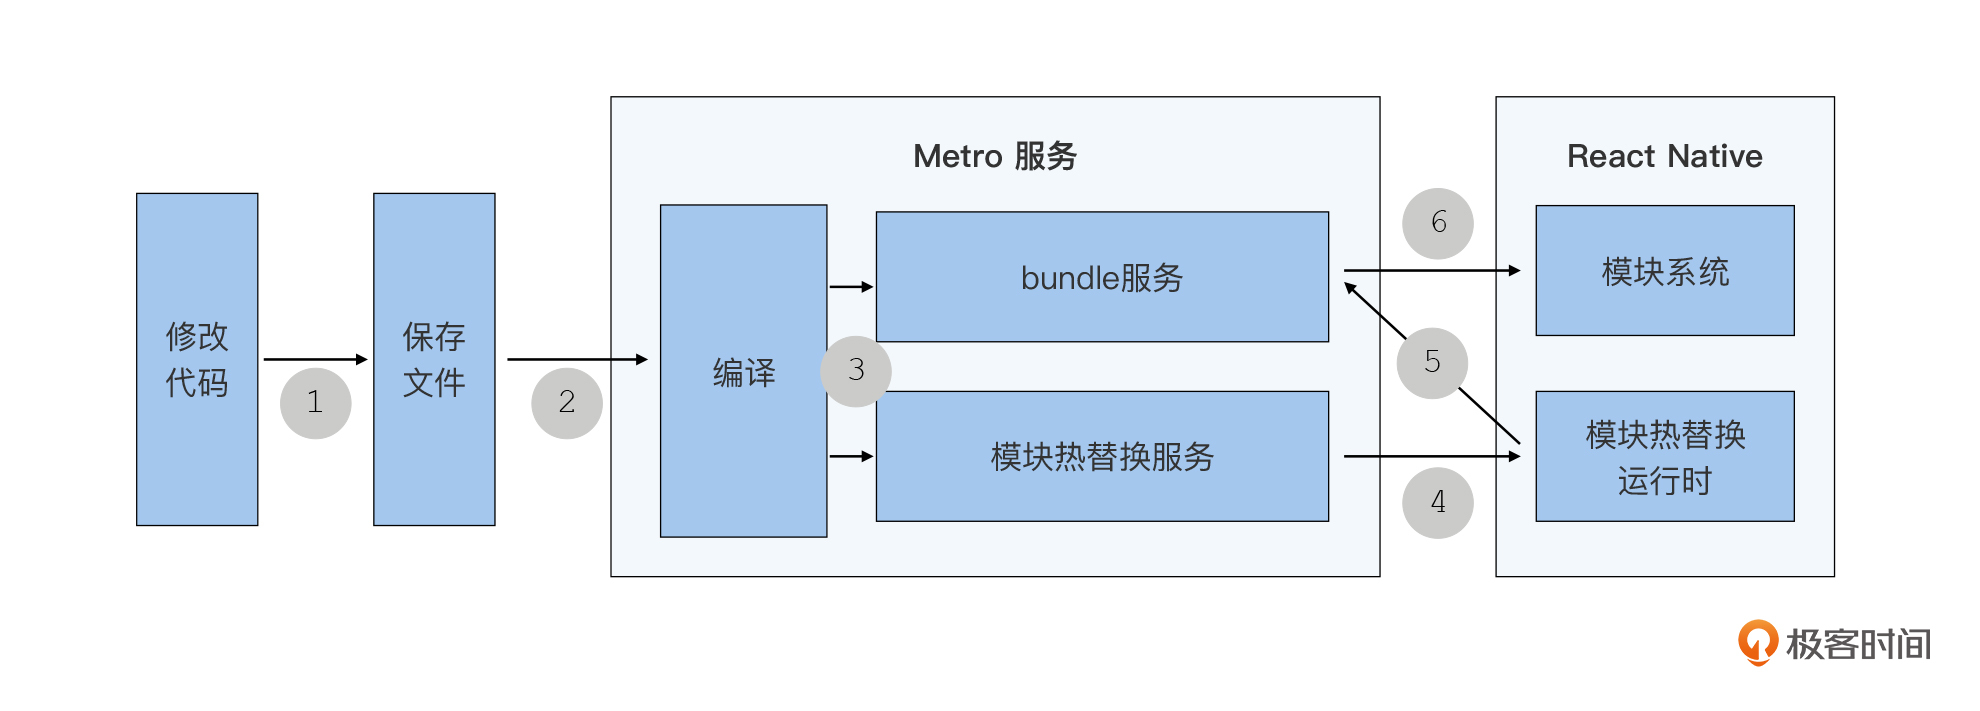 修改
代码
1
保存
文件
2
Metro 服务
编译
3
bundle服务
模块热替换服务
6
5
4
React Native
模块系统
模块热替换
运行时
极客时间